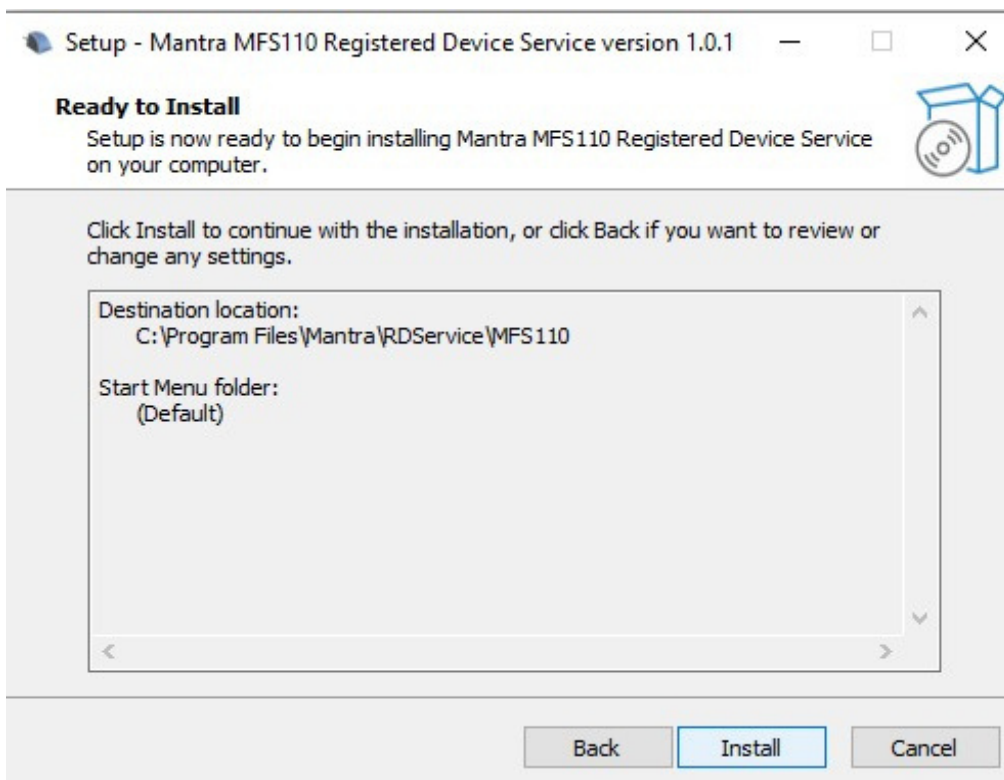 Setup - Mantra MFS110 Registered Device Service version 1.0.1
Ready to Install
Setup is now ready to begin installing Mantra MFS110 Registered Device Service
on your computer.
Click Install to continue with the installation, or click Back if you want to review or
change any settings.
Destination location:
C:\Program Files\Mantra\RDService\MFS110
Start Menu folder:
(Default)
Back
Install
Cancel